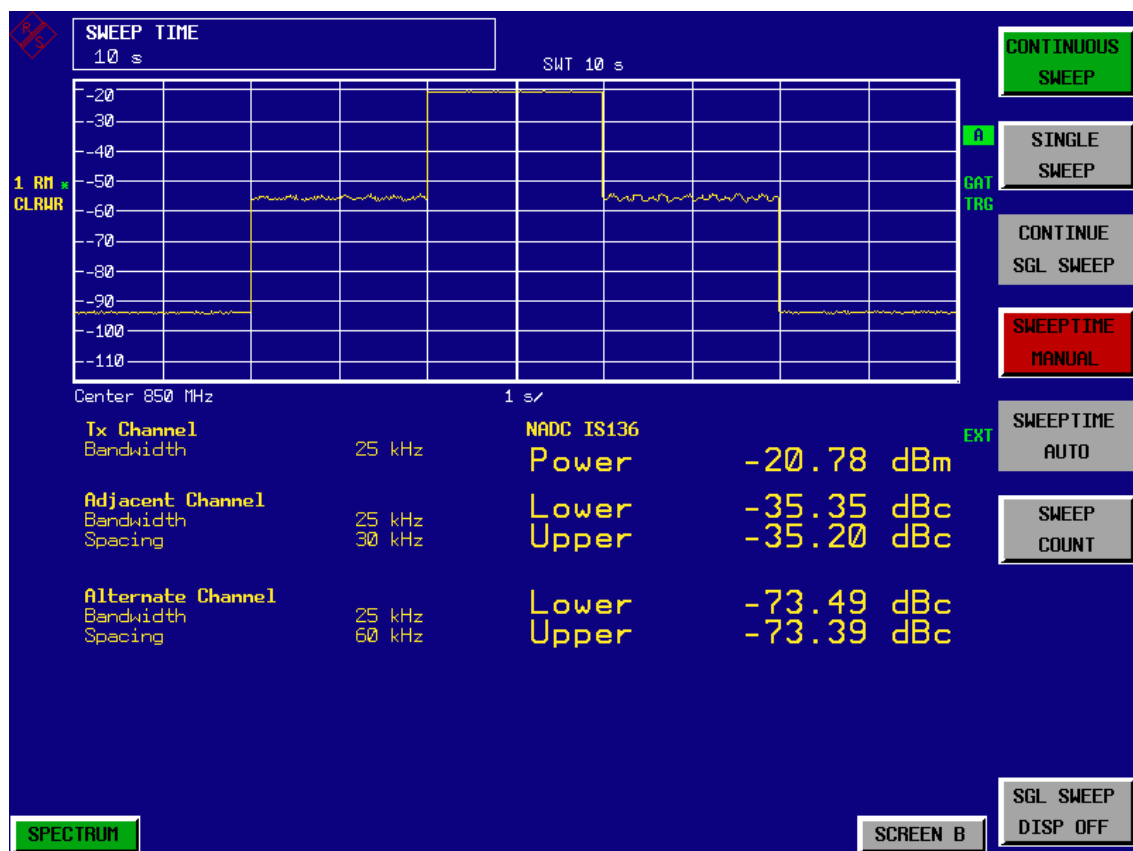 R
S
SWEEP TIME
10 s
SWT 10 s
CONTINUOUS
SWEEP
-20
-30
-40
-50
-60
-70
-80
-90
-100
-110
1 RM *
CLRWR
A
GAT
TRG
SINGLE
SWEEP
CONTINUE
SGL SWEEP
SWEEPTIME
MANUAL
Center 850 MHz
1 s/
Tx Channel
Bandwidth 25 kHz
NADC IS136
Power -20.78 dBm
EXT
SWEEPTIME
AUTO
Adjacent Channel
Bandwidth 25 kHz
Spacing 30 kHz
Lower -35.35 dBc
Upper -35.20 dBc
SWEEP
COUNT
Alternate Channel
Bandwidth 25 kHz
Spacing 60 kHz
Lower -73.49 dBc
Upper -73.39 dBc
SPECTRUM
SCREEN B
SGL SWEEP
DISP OFF